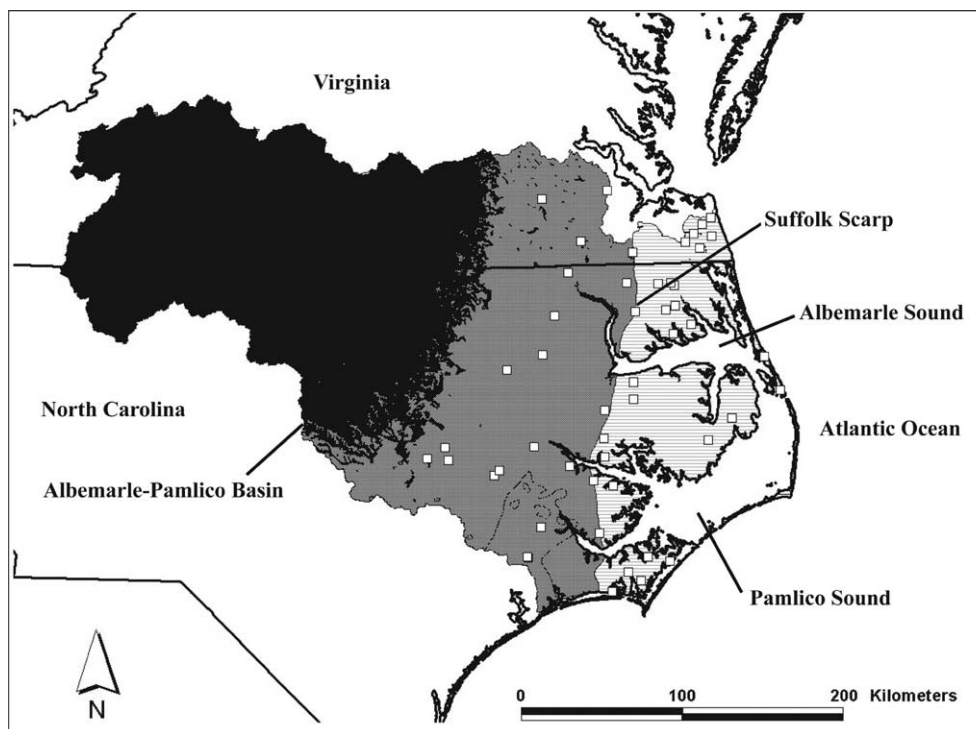 Virginia
Suffolk Scarp
Albemarle Sound
North Carolina
Atlantic Ocean
Albemarle-Pamlico Basin
Pamlico Sound
N
0 100 200 Kilometers